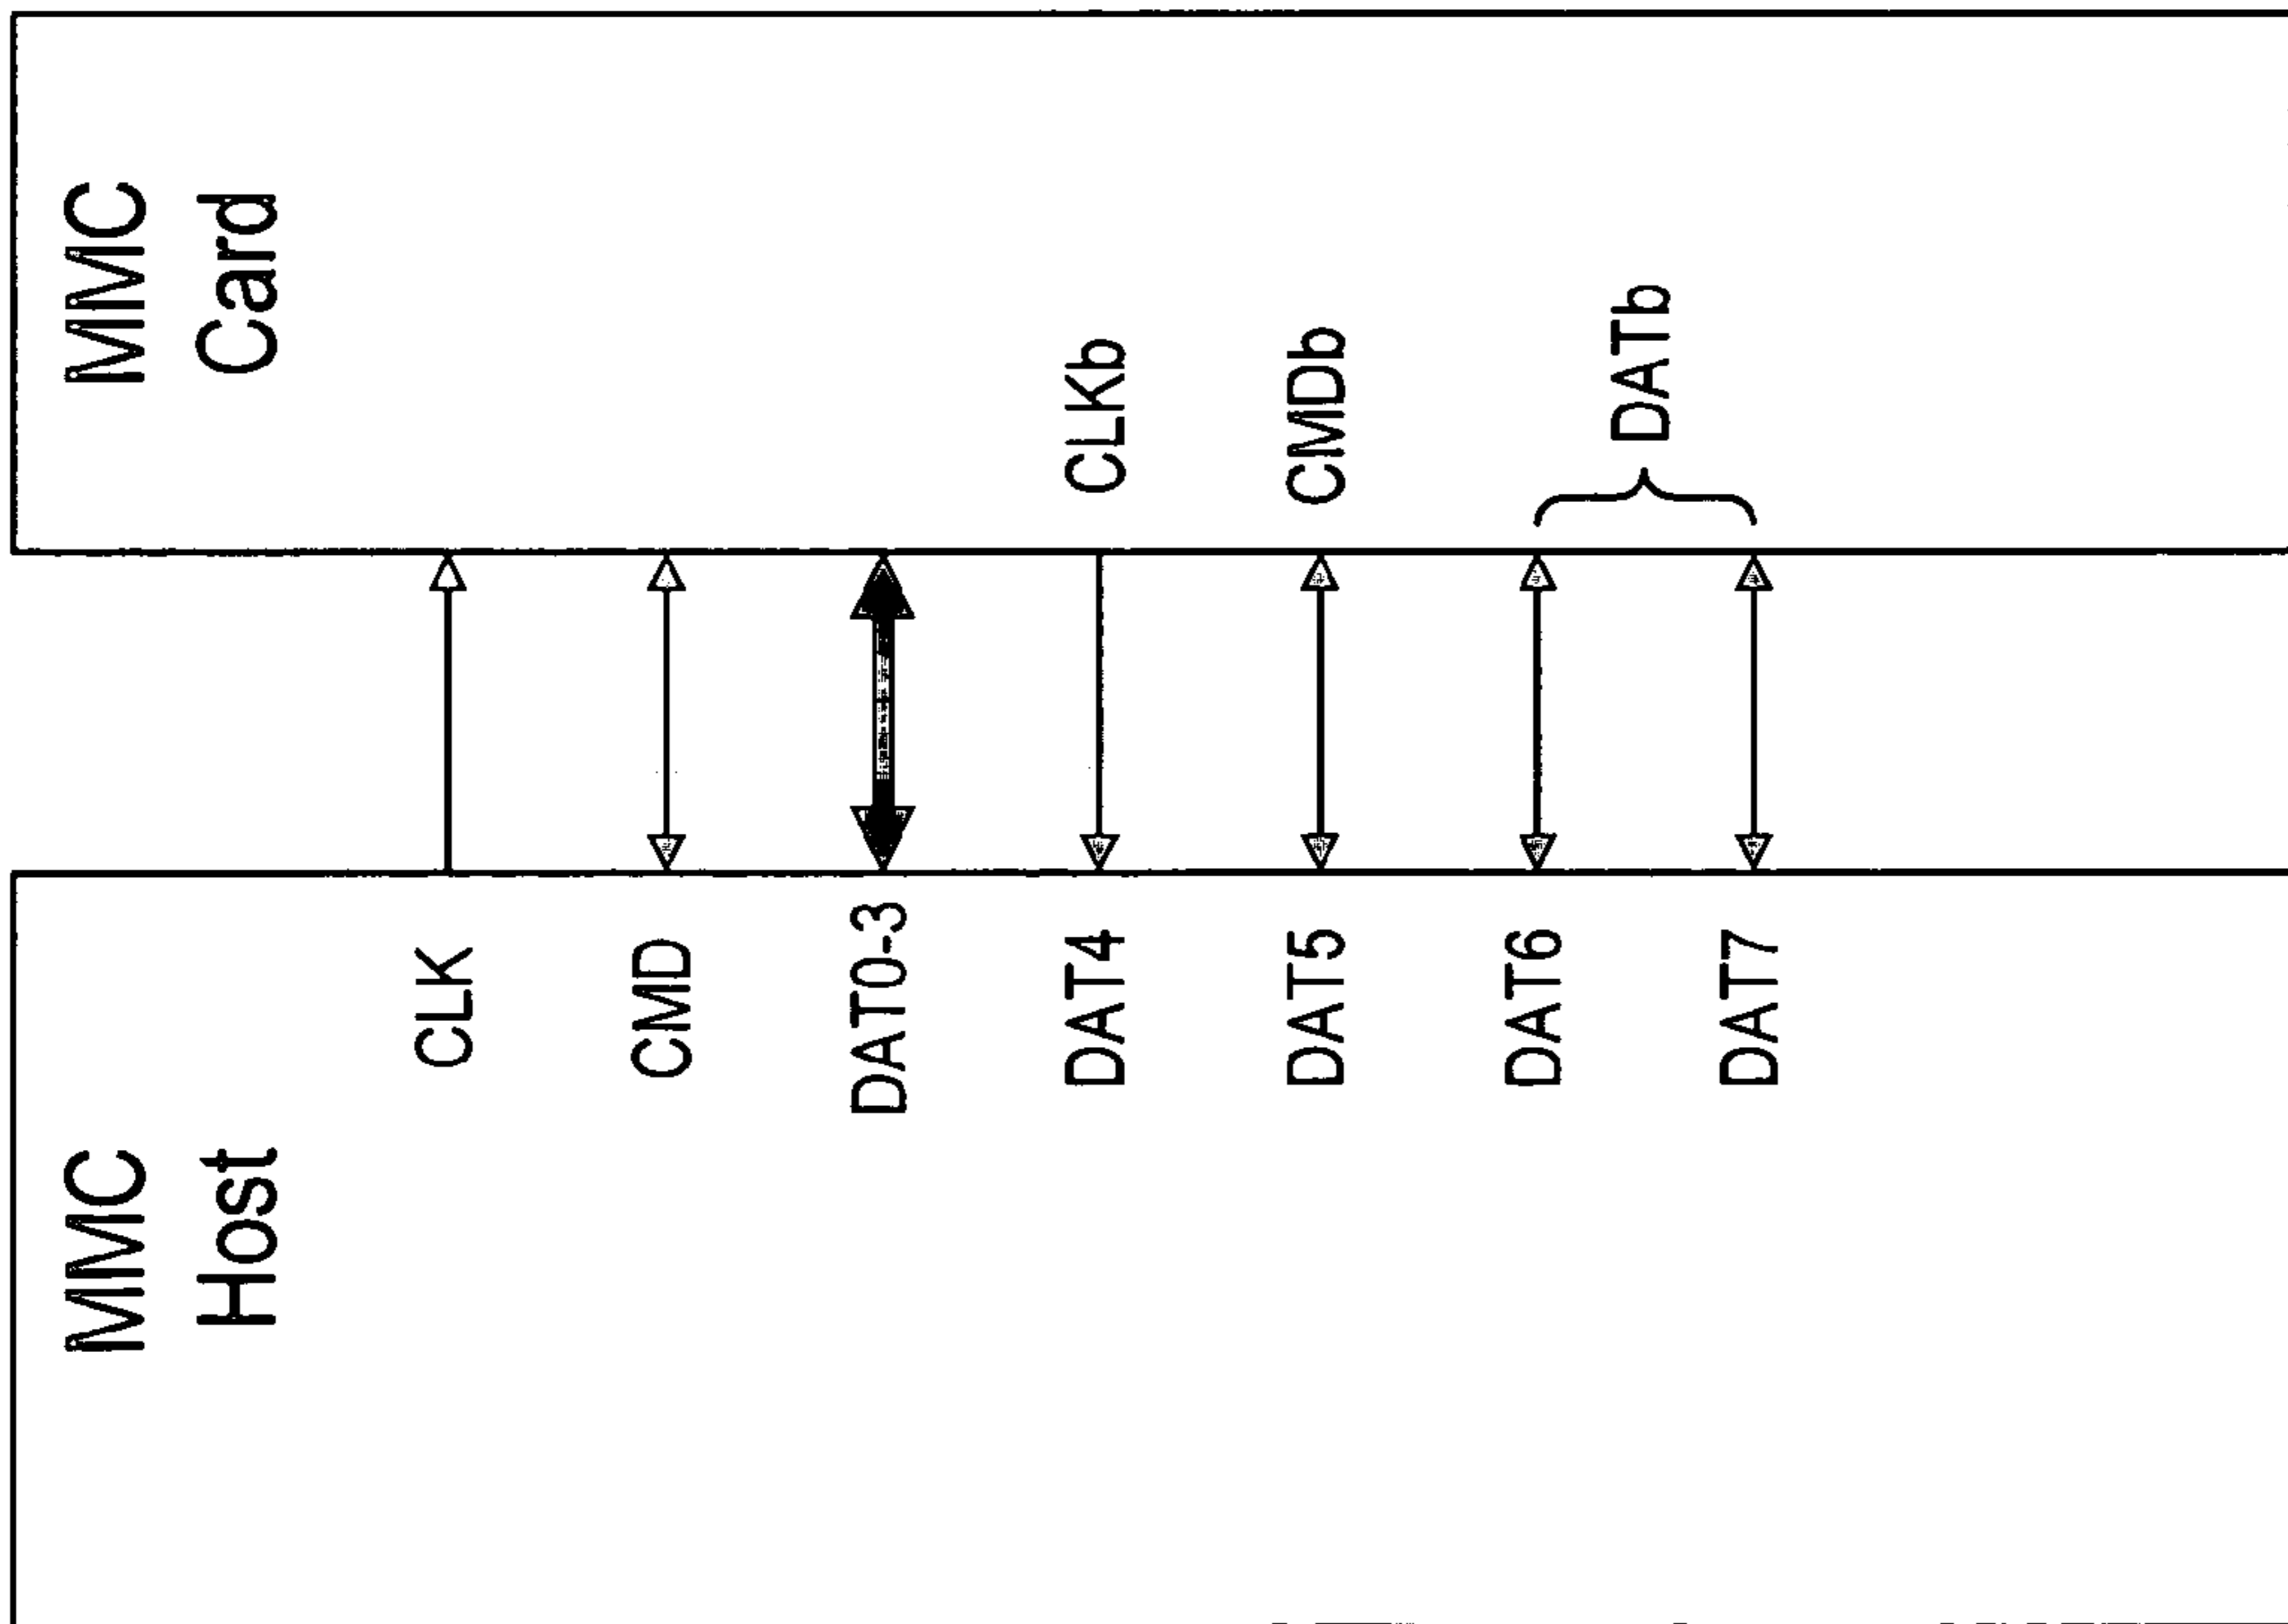 MMC
Host
CLK
CMD
DAT0-3
DAT4
DAT5
DAT6
DAT7
MMC
Card
CLKb
CMDb
DATb